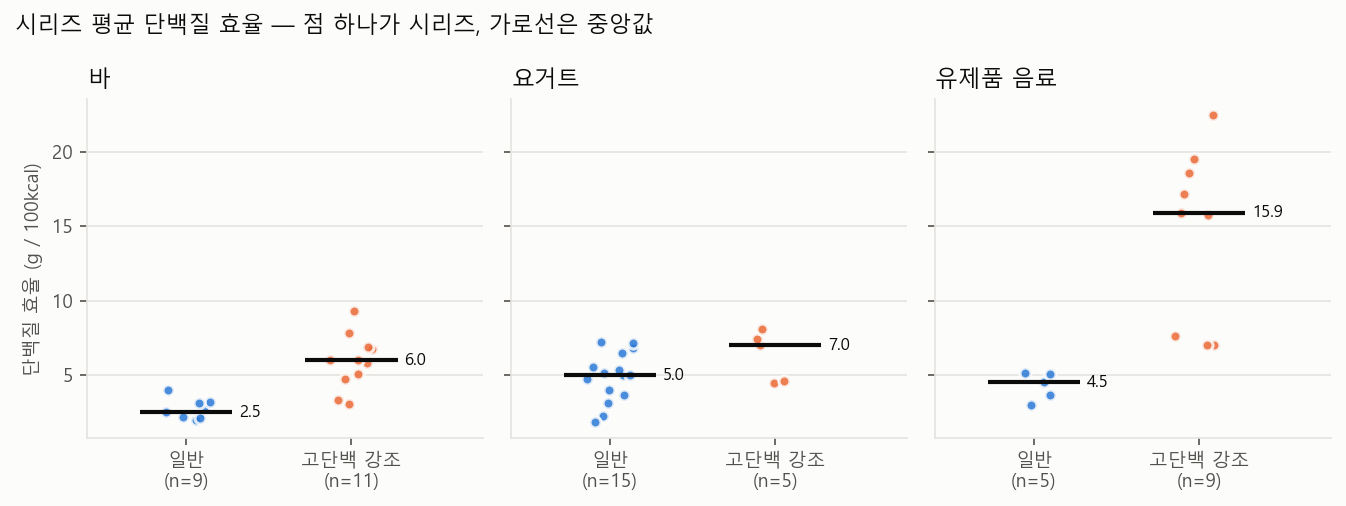 시리즈 평균 단백질 효율 — 점 하나가 시리즈, 가로선은 중앙값
바
요거트
유제품 음료
단백질 효율 (g / 100kcal)
20
15
10
5
2.5
6.0
5.0
7.0
4.5
15.9
일반
(n=9)
고단백 강조
(n=11)
일반
(n=15)
고단백 강조
(n=5)
일반
(n=5)
고단백 강조
(n=9)